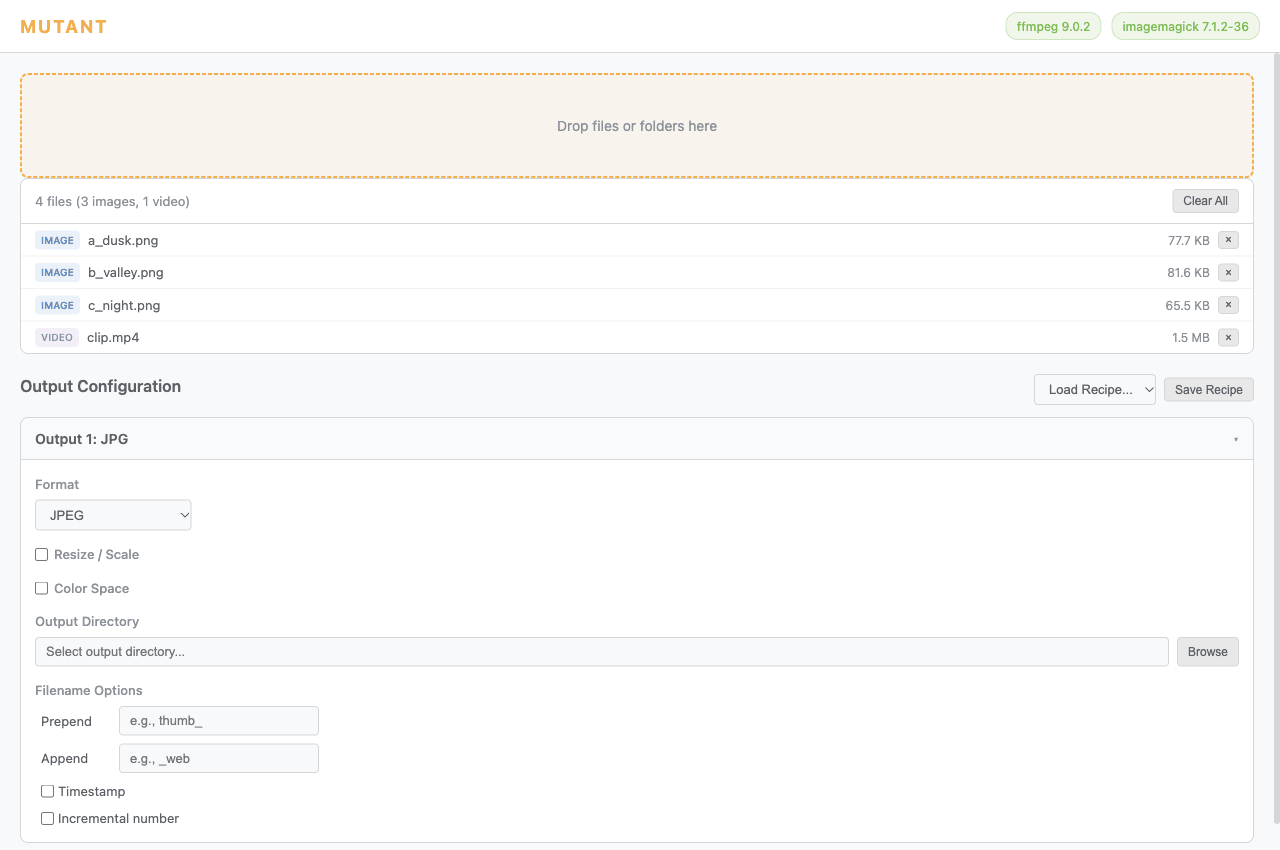 MUTANT
ffmpeg 9.0.2
imagemagick 7.1.2-36
Drop files or folders here
4 files (3 images, 1 video)
Clear All
IMAGE a_dusk.png 77.7 KB ×
IMAGE b_valley.png 81.6 KB ×
IMAGE c_night.png 65.5 KB ×
VIDEO clip.mp4 1.5 MB ×
Output Configuration
Load Recipe...
Save Recipe
Output 1: JPG
Format
JPEG
Resize / Scale
Color Space
Output Directory
Select output directory...
Browse
Filename Options
Prepend e.g., thumb_
Append e.g., _web
Timestamp
Incremental number